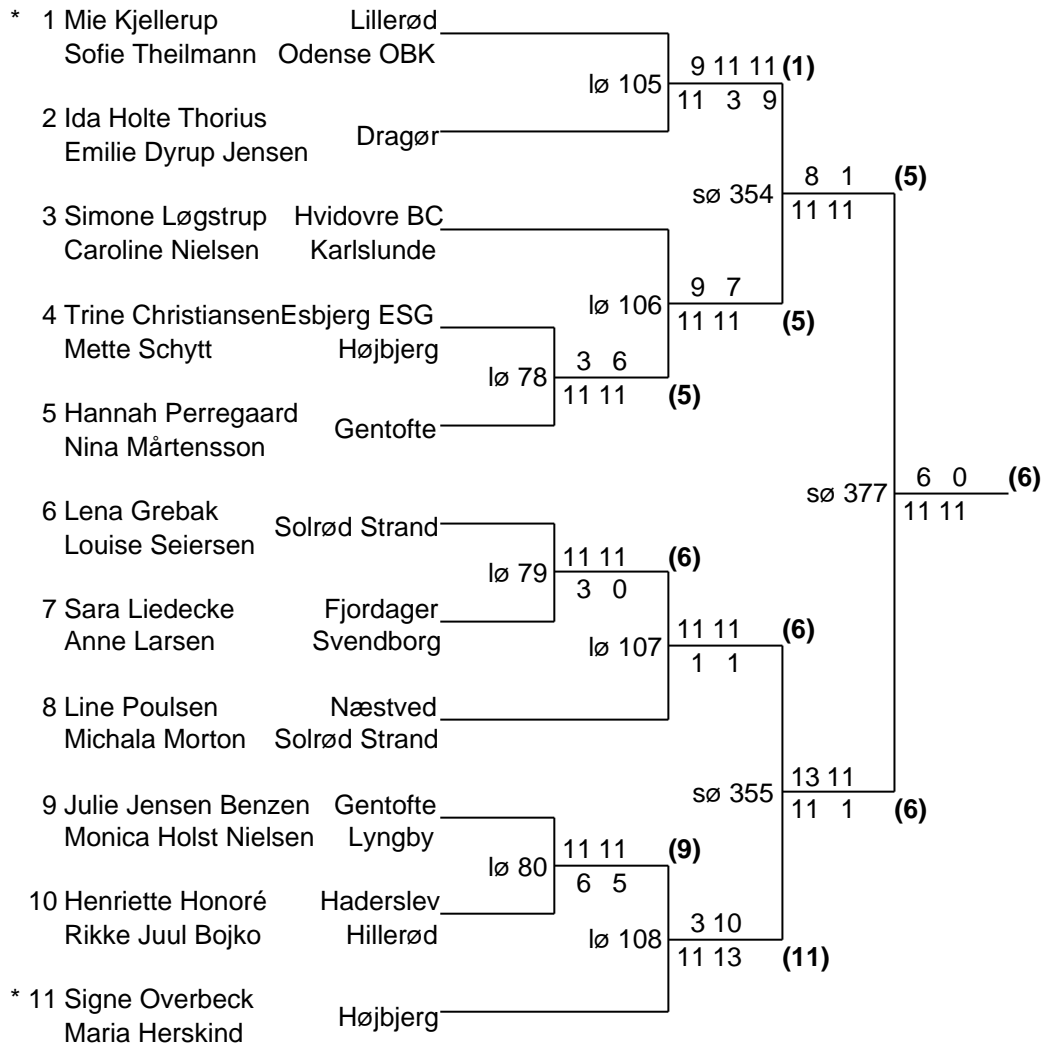 * 1 Mie Kjellerup Lillerød
Sofie Theilmann Odense OBK
9 11 11 (1)
lø 105
11 3 9
2 Ida Holte Thorius
Dragør
Emilie Dyrup Jensen
8 1 (5)
sø 354
11 11
3 Simone Løgstrup Hvidovre BC
Caroline Nielsen Karlslunde
9 7
lø 106
11 11 (5)
4 Trine Christiansen Esbjerg ESG
Mette Schytt Højbjerg
3 6
lø 78
11 11 (5)
5 Hannah Perregaard
Gentofte
Nina Mårtensson
6 0 (6)
sø 377
11 11
6 Lena Grebak
Solrød Strand
Louise Seiersen
11 11 (6)
lø 79
3 0
7 Sara Liedecke Fjordager
Anne Larsen Svendborg
11 11 (6)
lø 107
1 1
8 Line Poulsen Næstved
Michala Morton Solrød Strand
13 11
sø 355
11 1 (6)
9 Julie Jensen Benzen Gentofte
Monica Holst Nielsen Lyngby
11 11 (9)
lø 80
6 5
10 Henriette Honoré Haderslev
Rikke Juul Bojko Hillerød
3 10
lø 108
11 13 (11)
* 11 Signe Overbeck
Højbjerg
Maria Herskind